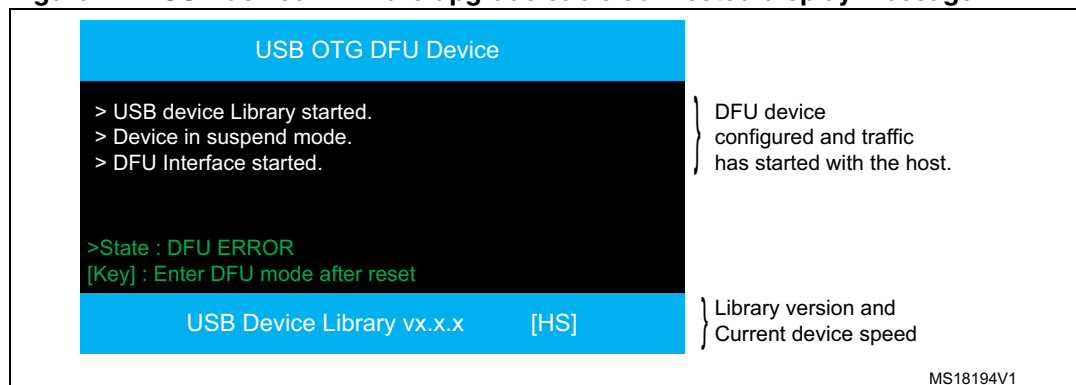 USB OTG DFU Device
> USB device Library started.
> Device in suspend mode.
> DFU Interface started.
DFU device
configured and traffic
has started with the host.
>State : DFU ERROR
[Key] : Enter DFU mode after reset
USB Device Library vx.x.x [HS]
Library version and
Current device speed
MS18194V1